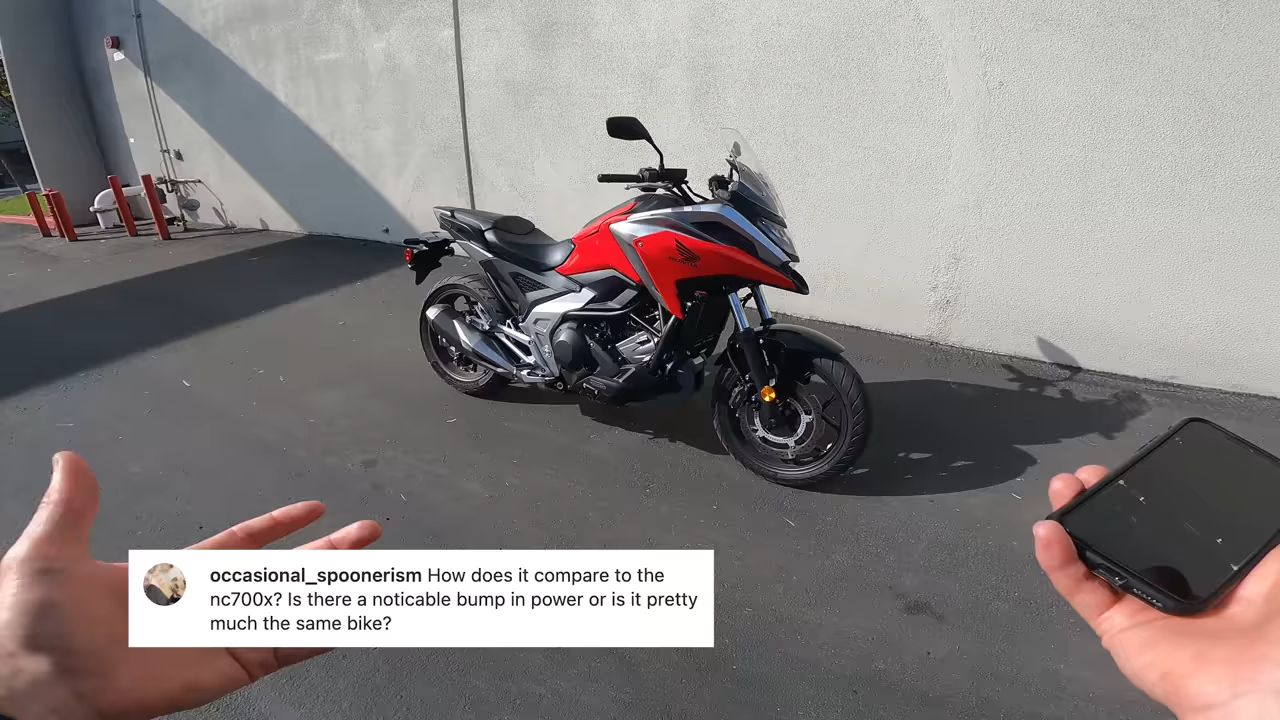 HONDA
occasional_spoonerism How does it compare to the
nc700x? Is there a noticable bump in power or is it pretty
much the same bike?